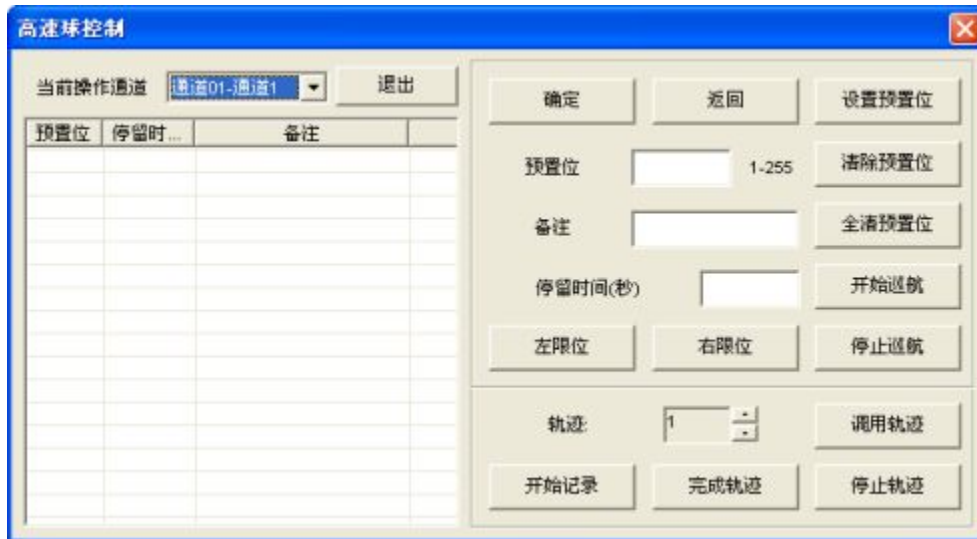 高速球控制
当前操作通道 通道01-通道1 退出
预置位 停留时... 备注
确定 返回 设置预置位
预置位 1-255 清除预置位
备注 全清预置位
停留时间(秒) 开始巡航
左限位 右限位 停止巡航
轨迹: 1 调用轨迹
开始记录 完成轨迹 停止轨迹